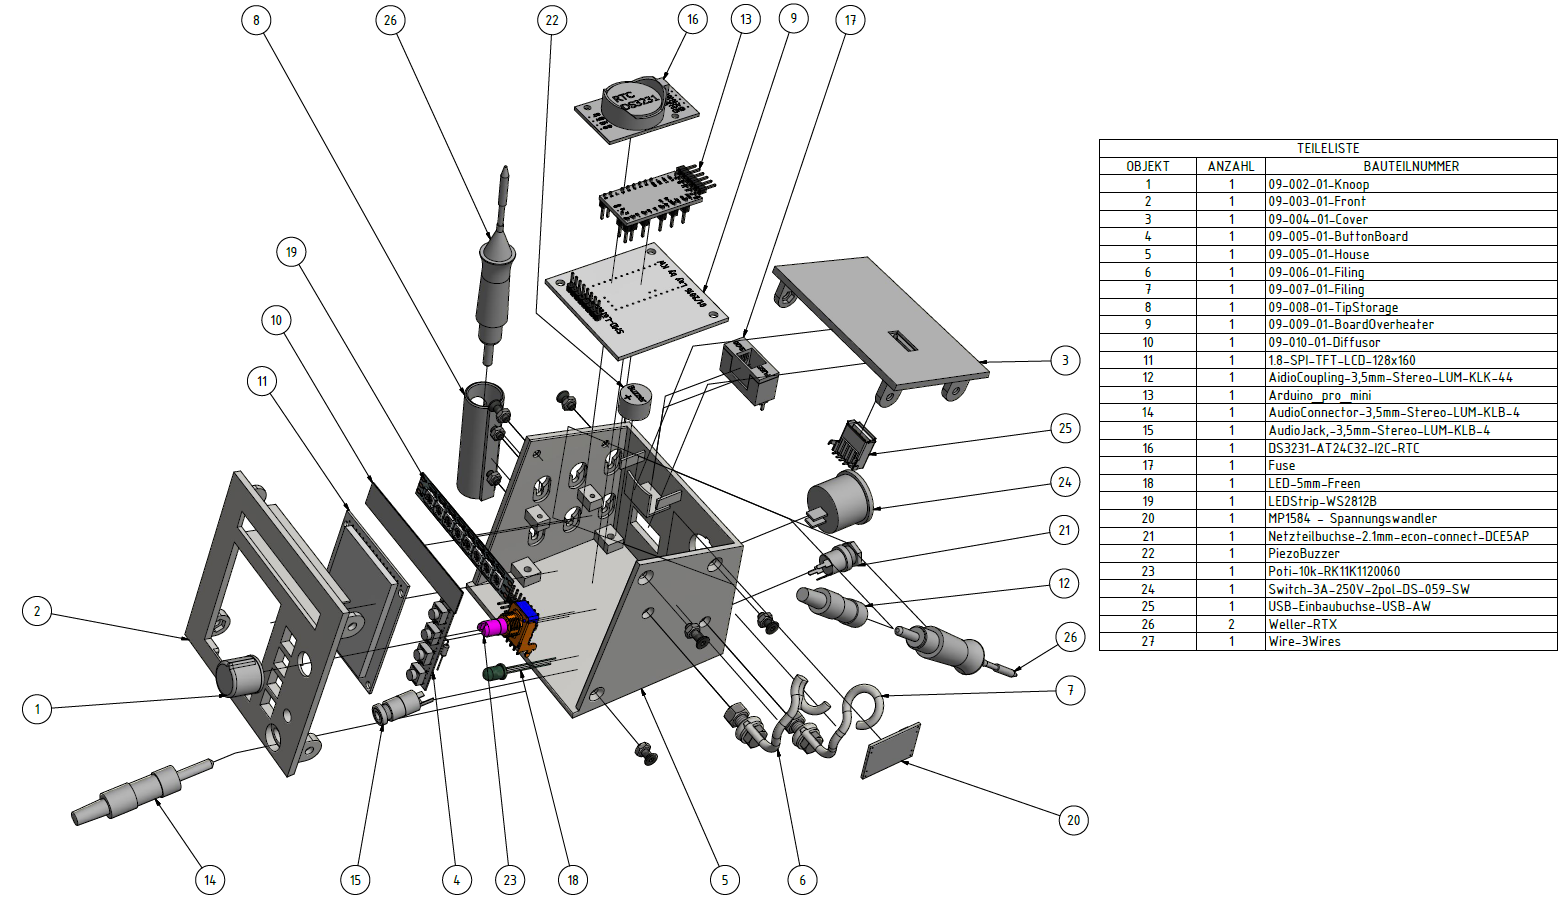 8
26
22
16
13
9
17
RTC
DS3231
19
10
11
3
25
24
21
12
26
7
2
1
20
14
15
4
23
18
5
6
TEILELISTE
OBJEKT ANZAHL BAUTEILNUMMER
1 1 09-002-01-Knoop
2 1 09-003-01-Front
3 1 09-004-01-Cover
4 1 09-005-01-ButtonBoard
5 1 09-005-01-House
6 1 09-006-01-Filing
7 1 09-007-01-Filing
8 1 09-008-01-TipStorage
9 1 09-009-01-BoardOverheater
10 1 09-010-01-Diffusor
11 1 1.8-SPI-TFT-LCD-128x160
12 1 AidioCoupling-3,5mm-Stereo-LUM-KLK-44
13 1 Arduino_pro_mini
14 1 AudioConnector-3,5mm-Stereo-LUM-KLB-4
15 1 AudioJack,-3,5mm-Stereo-LUM-KLB-4
16 1 DS3231-AT24C32-I2C-RTC
17 1 Fuse
18 1 LED-5mm-Freen
19 1 LEDStrip-WS2812B
20 1 MP1584 - Spannungswandler
21 1 Netzteilbuchse-2.1mm-econ-connect-DCE5AP
22 1 PiezoBuzzer
23 1 Poti-10k-RK11K1120060
24 1 Switch-3A-250V-2pol-DS-059-SW
25 1 USB-Einbaubuchse-USB-AW
26 2 Weller-RTX
27 1 Wire-3Wires